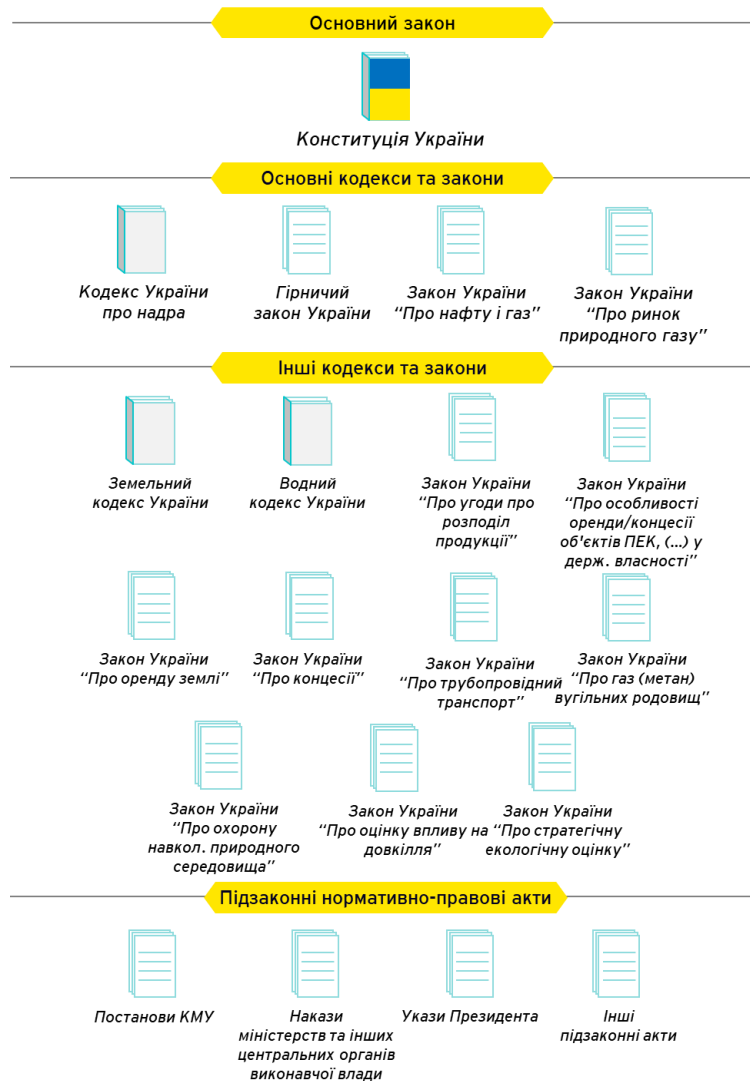 Основний закон
Конституція України
Основні кодекси та закони
Кодекс України
про надра
Гірничий
закон України
Закон України
“Про нафту і газ”
Закон України
“Про ринок
природного газу”
Інші кодекси та закони
Земельний
кодекс України
Водний
кодекс України
Закон України
“Про угоди про
розподіл
продукції”
Закон України
“Про особливості
оренди/концесії
об'єктів ПЕК, (...) у
держ. власності”
Закон України
“Про оренду землі”
Закон України
“Про концесії”
Закон України
“Про трубопровідний
транспорт”
Закон України
“Про газ (метан)
вугільних родовищ”
Закон України
“Про охорону
навкол. природного
середовища”
Закон України
“Про оцінку впливу на
довкілля”
Закон України
“Про стратегічну
екологічну оцінку”
Підзаконні нормативно-правові акти
Постанови КМУ
Накази
міністерств та інших
центральних органів
виконавчої влади
Укази Президента
Інші
підзаконні акти